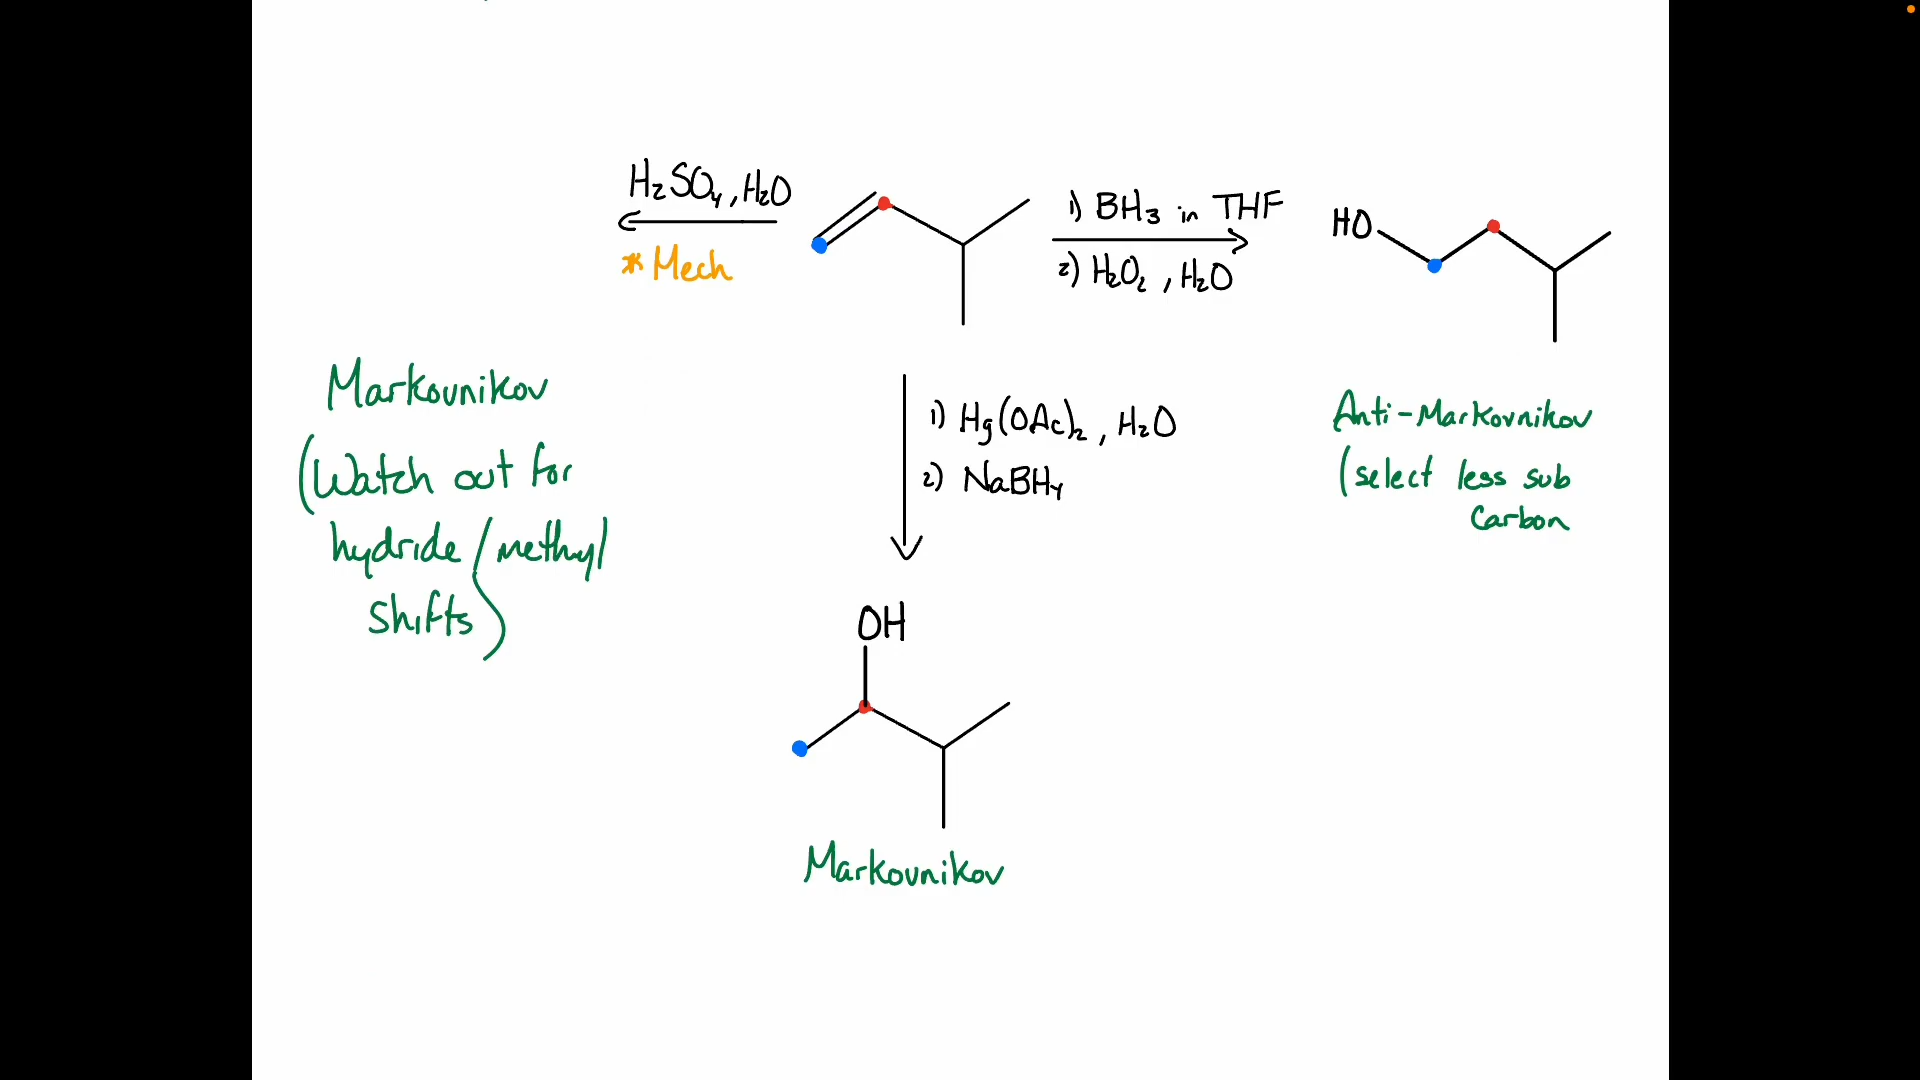 H₂SO₄, H₂O
*Mech
1) BH₃ in THF
2) H₂O₂, H₂O
HO
Markovnikov
(Watch out for
hydride/methyl
shifts)
1) Hg(OAc)₂, H₂O
2) NaBH₄
Anti-Markovnikov
(select less sub
carbon
OH
Markovnikov